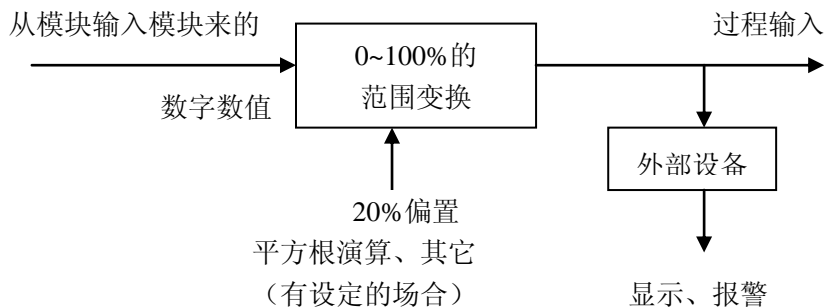 从模块输入模块来的
数字数值
0~100%的
范围变换
过程输入
外部设备
20%偏置
平方根演算、其它
（有设定的场合）
显示、报警